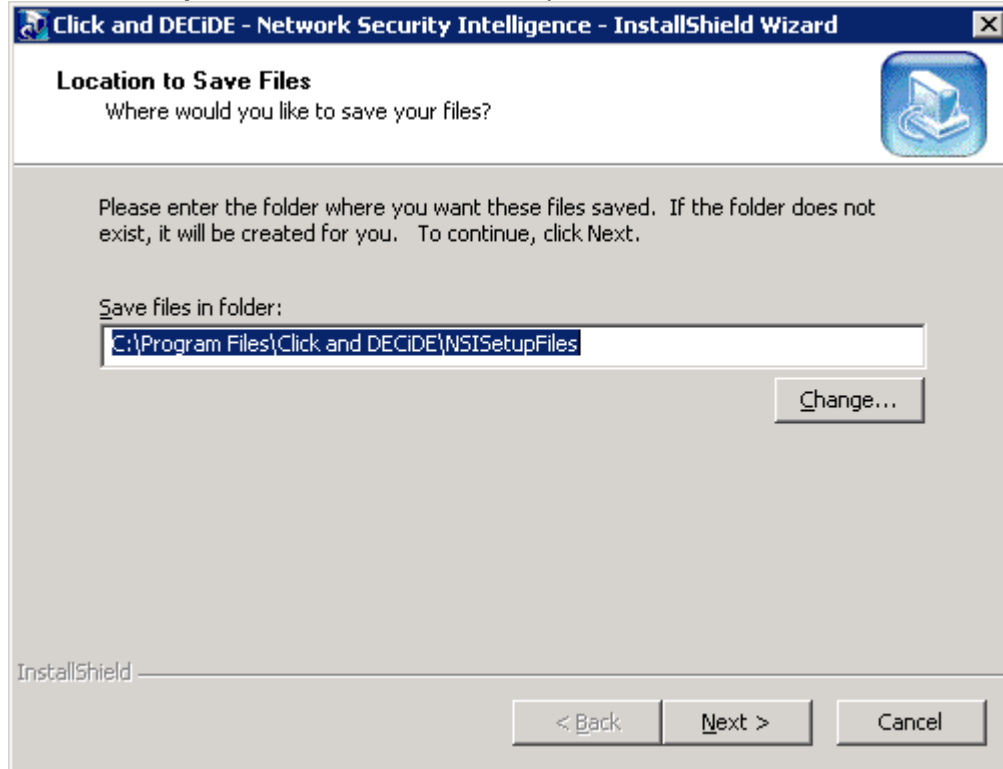 Click and DECiDE - Network Security Intelligence - InstallShield Wizard
Location to Save Files
Where would you like to save your files?
Please enter the folder where you want these files saved. If the folder does not
exist, it will be created for you. To continue, click Next.
Save files in folder:
C:\Program Files\Click and DECiDE\NSISetupFiles
Change...
InstallShield
< Back
Next >
Cancel